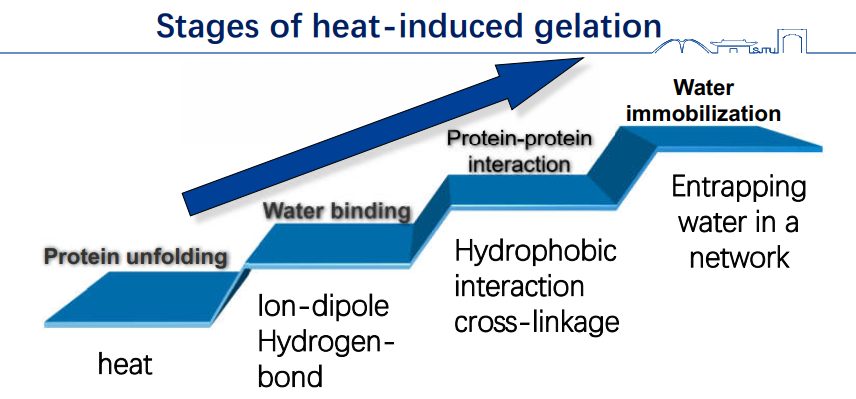 Stages of heat-induced gelation
SJTU
Water
immobilization
Protein-protein
interaction
Water binding
Protein unfolding
Entrapping
water in a
network
Hydrophobic
interaction
cross-linkage
Ion-dipole
Hydrogen-
bond
heat